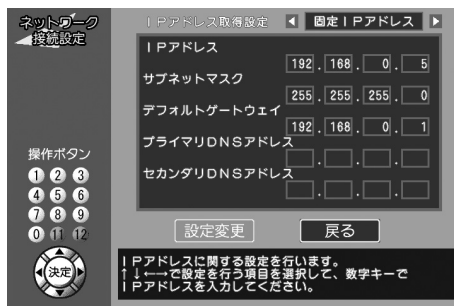 ネットワーク
接続設定
IPアドレス取得設定 ◀ 固定IPアドレス ▶
IPアドレス
192 . 168 . 0 . 5
サブネットマスク
255 . 255 . 255 . 0
デフォルトゲートウェイ
192 . 168 . 0 . 1
プライマリDNSアドレス
. . .
セカンダリDNSアドレス
. . .
操作ボタン
1 2 3
4 5 6
7 8 9
0 11 12
決定
設定変更 戻る
IPアドレスに関する設定を行います。
↑↓←→で設定を行う項目を選択して、数字キーで
IPアドレスを入力してください。